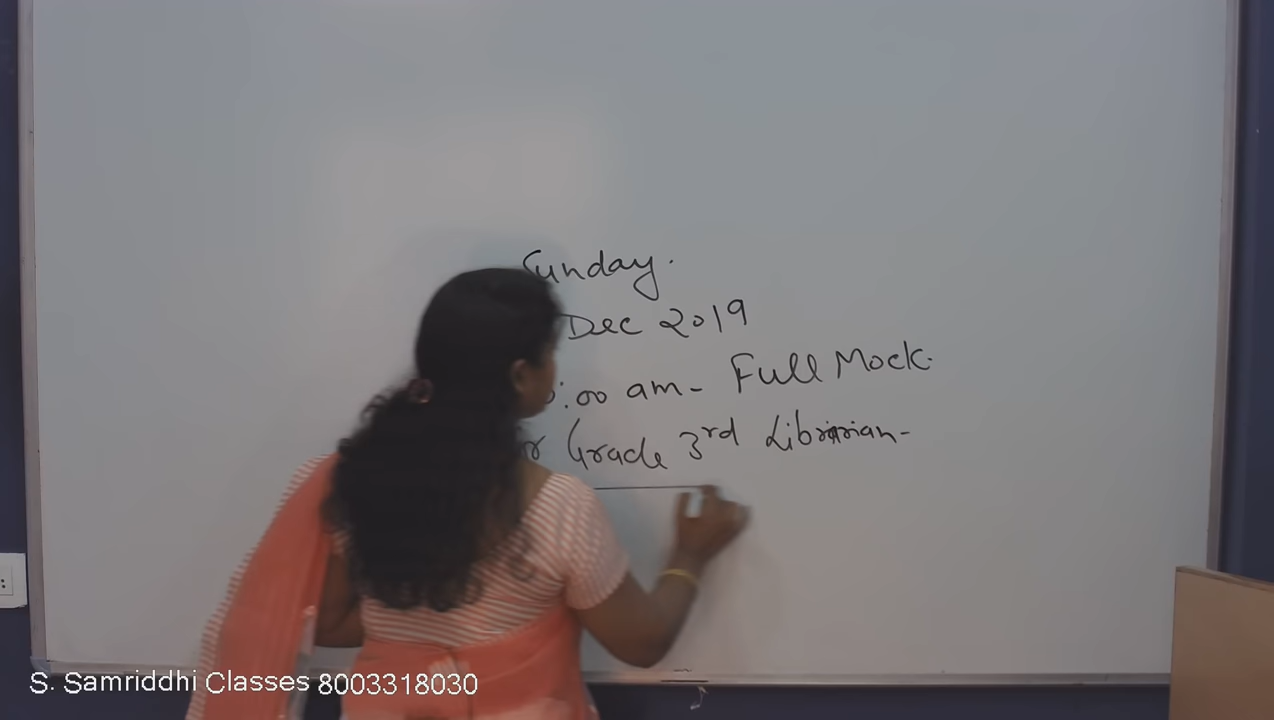 Sunday.
Dec 2019
:00 am - Full Mock.
Grade 3rd Librarian -
S. Samriddhi Classes 8003318030